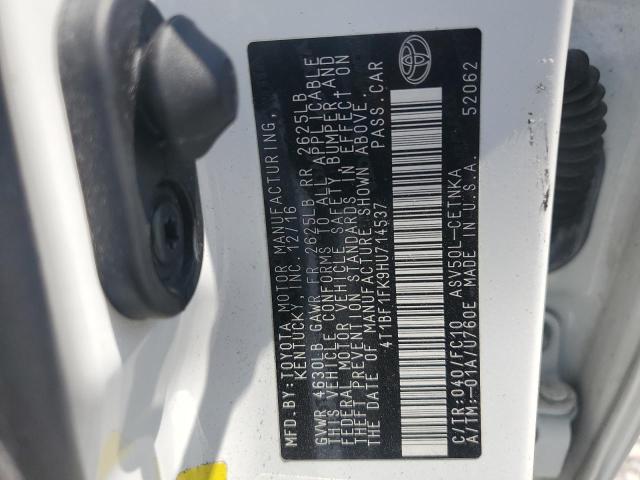 MFD. BY: TOYOTA MOTOR MANUFACTURING,
KENTUCKY, INC. 12/16
GVWR 4630LB GAWR FR 2625LB RR 2625LB
THIS VEHICLE CONFORMS TO ALL APPLICABLE
FEDERAL MOTOR VEHICLE SAFETY, BUMPER AND
THEFT PREVENTION STANDARDS IN EFFECT ON
THE DATE OF MANUFACTURE SHOWN ABOVE.
4T1BF1FK9HU714537 PASS. CAR
C/TR: 040/FC10 ASV50L-CETNKA
A/TM: -01A/U760E MADE IN U.S.A. 52062